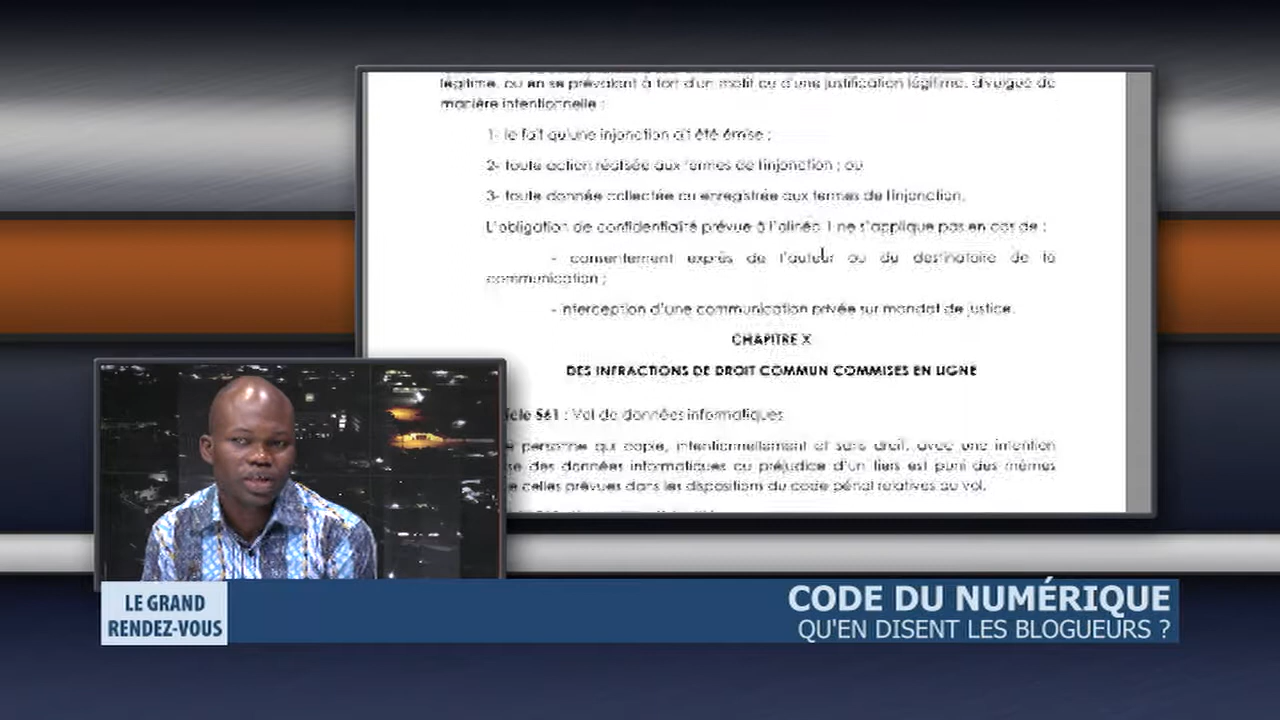 légitime, ou en se prévalant à tort d'un motif ou d'une justification légitime, divulgue de
manière intentionnelle :
1- le fait qu'une injonction ait été émise ;
2- toute action réalisée aux termes de l'injonction ; ou
3- toute donnée collectée ou enregistrée aux termes de l'injonction.
L'obligation de confidentialité prévue à l'alinéa 1 ne s'applique pas en cas de :
- consentement exprès de l'auteur ou du destinataire de la
communication ;
- interception d'une communication privée sur mandat de justice.
CHAPITRE X
DES INFRACTIONS DE DROIT COMMUN COMMISES EN LIGNE
icle 561 : Vol de données informatiques
personne qui copie, intentionnellement et sans droit, avec une intention
se des données informatiques au préjudice d'un tiers est puni des mêmes
celles prévues dans les dispositions du code pénal relatives au vol.
LE GRAND
RENDEZ-VOUS
CODE DU NUMÉRIQUE
QU'EN DISENT LES BLOGUEURS ?